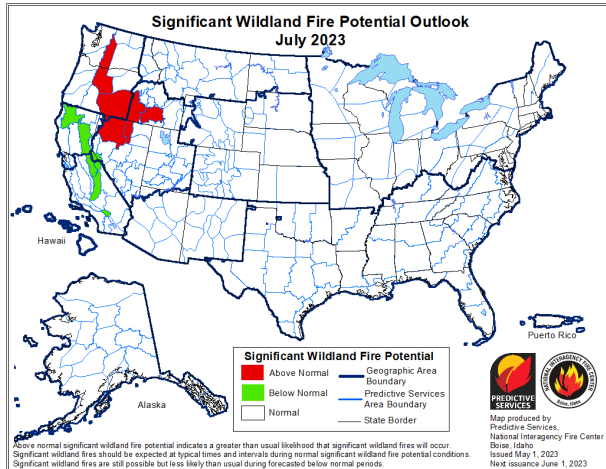 Significant Wildland Fire Potential Outlook
July 2023
Hawaii
Alaska
Puerto Rico
Significant Wildland Fire Potential
Above Normal
Below Normal
Normal
Geographic Area
Boundary
Predictive Services
Area Boundary
State Border
PREDICTIVE
SERVICES
NATIONAL INTERAGENCY FIRE CENTER
Boise, Idaho
Map produced by
Predictive Services,
National Interagency Fire Center
Boise, Idaho
Issued May 1, 2023
Next issuance June 1, 2023
Above normal significant wildland fire potential indicates a greater than usual likelihood that significant fires will occur.
Significant wildland fires should be expected at typical times and intervals during normal significant wildland fire potential conditions.
Significant wildland fires are still possible but less likely than usual during forecasted below normal periods.